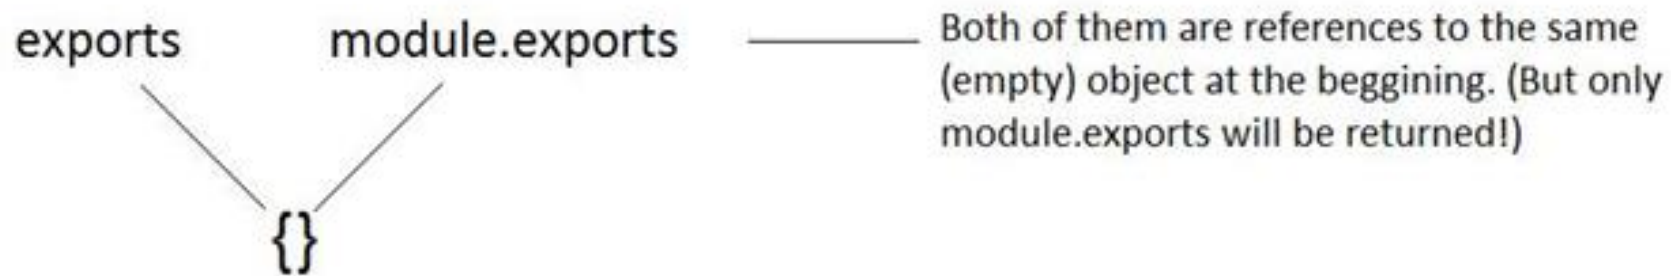 exports
module.exports
Both of them are references to the same
(empty) object at the beggining. (But only
module.exports will be returned!)
{}